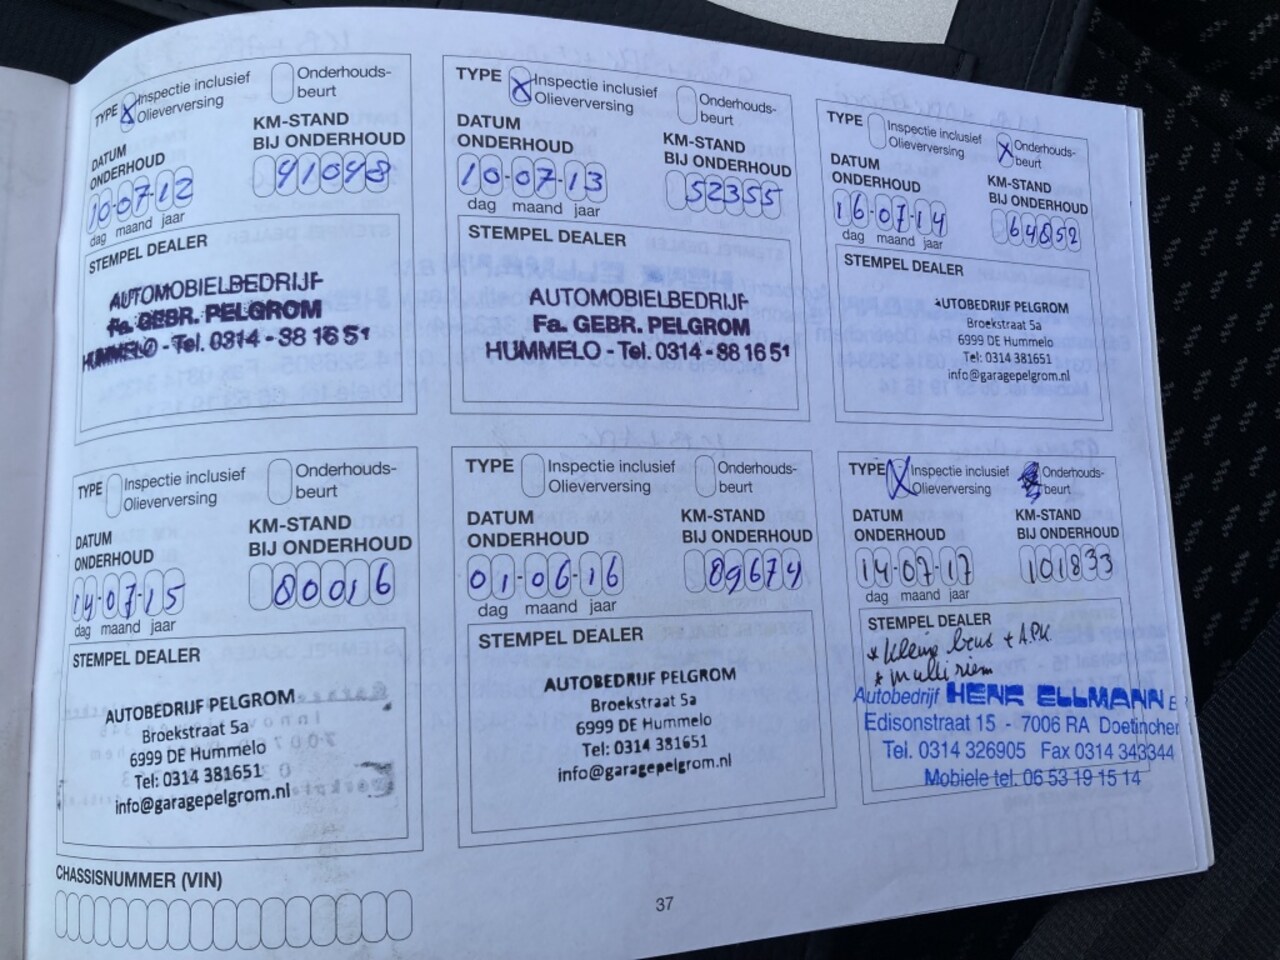 TYPE X Inspectie inclusief Olieverversing Onderhouds-beurt
DATUM ONDERHOUD
KM-STAND BIJ ONDERHOUD
10-07-12
41048
dag maand jaar
STEMPEL DEALER
AUTOMOBIELBEDRIJF
Fa. GEBR. PELGROM
HUMMELO - Tel. 0314 - 38 16 51
TYPE X Inspectie inclusief Olieverversing Onderhouds-beurt
DATUM ONDERHOUD
KM-STAND BIJ ONDERHOUD
10-07-13
52355
dag maand jaar
STEMPEL DEALER
AUTOMOBIELBEDRIJF
Fa. GEBR. PELGROM
HUMMELO - Tel. 0314 - 38 16 51
TYPE Inspectie inclusief Olieverversing X Onderhouds-beurt
DATUM ONDERHOUD
KM-STAND BIJ ONDERHOUD
16-07-14
64852
dag maand jaar
STEMPEL DEALER
AUTOBEDRIJF PELGROM
Broekstraat 5a
6999 DE Hummelo
Tel: 0314 381651
info@garagepelgrom.nl
TYPE Inspectie inclusief Olieverversing Onderhouds-beurt
DATUM ONDERHOUD
KM-STAND BIJ ONDERHOUD
14-07-15
80016
dag maand jaar
STEMPEL DEALER
AUTOBEDRIJF PELGROM
Broekstraat 5a
6999 DE Hummelo
Tel: 0314 381651
info@garagepelgrom.nl
TYPE Inspectie inclusief Olieverversing Onderhouds-beurt
DATUM ONDERHOUD
KM-STAND BIJ ONDERHOUD
01-06-16
89674
dag maand jaar
STEMPEL DEALER
AUTOBEDRIJF PELGROM
Broekstraat 5a
6999 DE Hummelo
Tel: 0314 381651
info@garagepelgrom.nl
TYPE X Inspectie inclusief Olieverversing Onderhouds-beurt
DATUM ONDERHOUD
KM-STAND BIJ ONDERHOUD
14-07-17
101833
dag maand jaar
STEMPEL DEALER
* kleine beurt + APK
* multi riem
Autobedrijf HENK ELLMANN
Edisonstraat 15 - 7006 RA Doetinchem
Tel. 0314 326905 Fax 0314 343344
Mobiele tel. 06 53 19 15 14
CHASSISNUMMER (VIN)
37